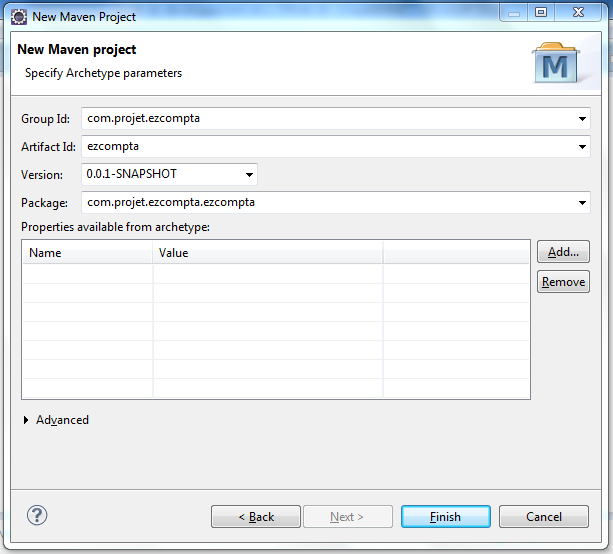 New Maven Project
New Maven project
Specify Archetype parameters
M
Group Id: com.projet.ezcompta
Artifact Id: ezcompta
Version: 0.0.1-SNAPSHOT
Package: com.projet.ezcompta.ezcompta
Properties available from archetype:
Name Value
Add...
Remove
Advanced
? < Back Next > Finish Cancel